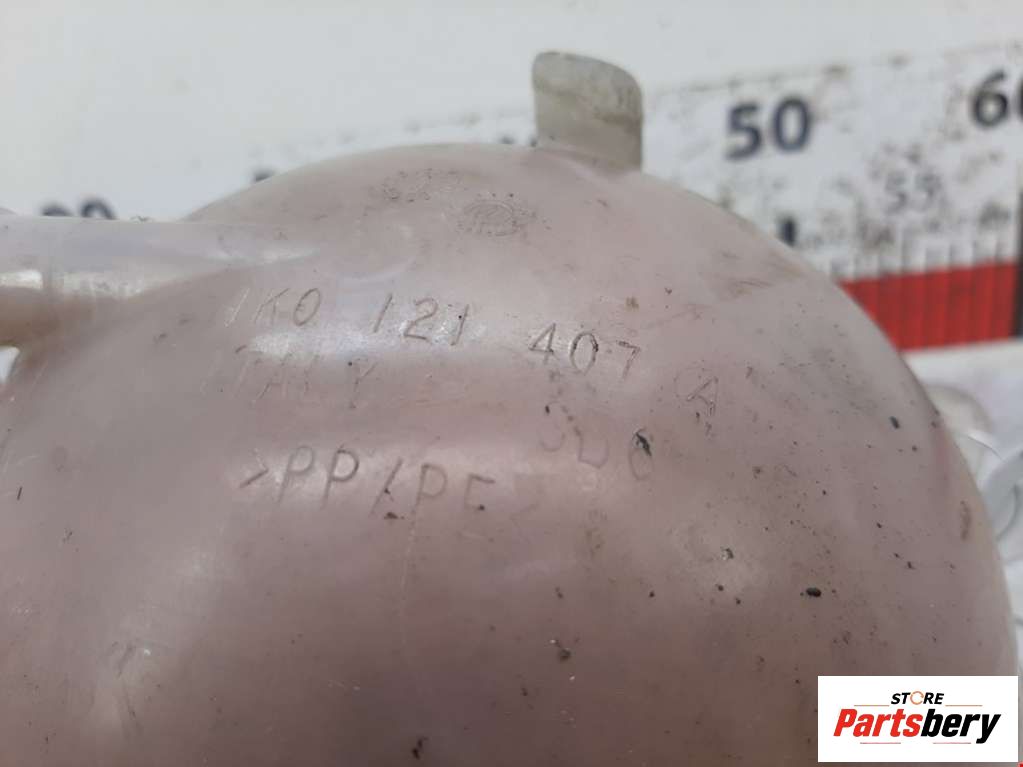 50
60
55
1K0 121 407 A
ITALY
>PP/PE<
STORE
Partsbery